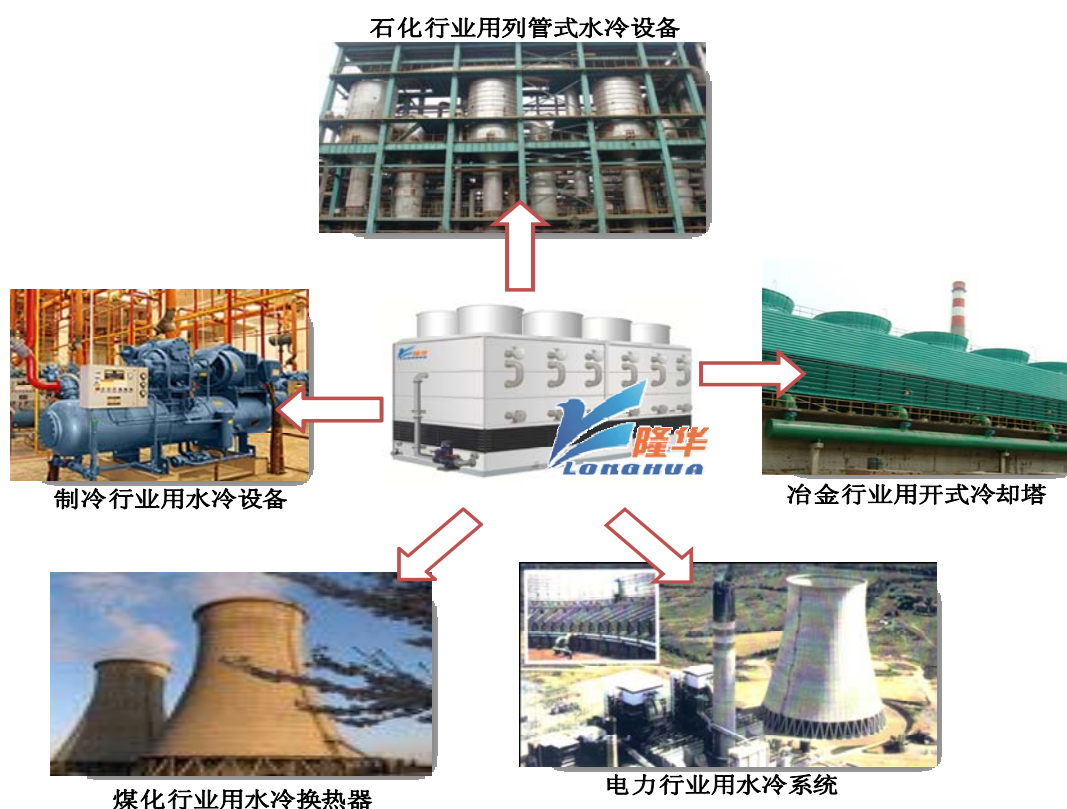 石化行业用列管式水冷设备
隆华
隆华
LONGHUA
制冷行业用水冷设备
冶金行业用开式冷却塔
煤化行业用水冷换热器
电力行业用水冷系统